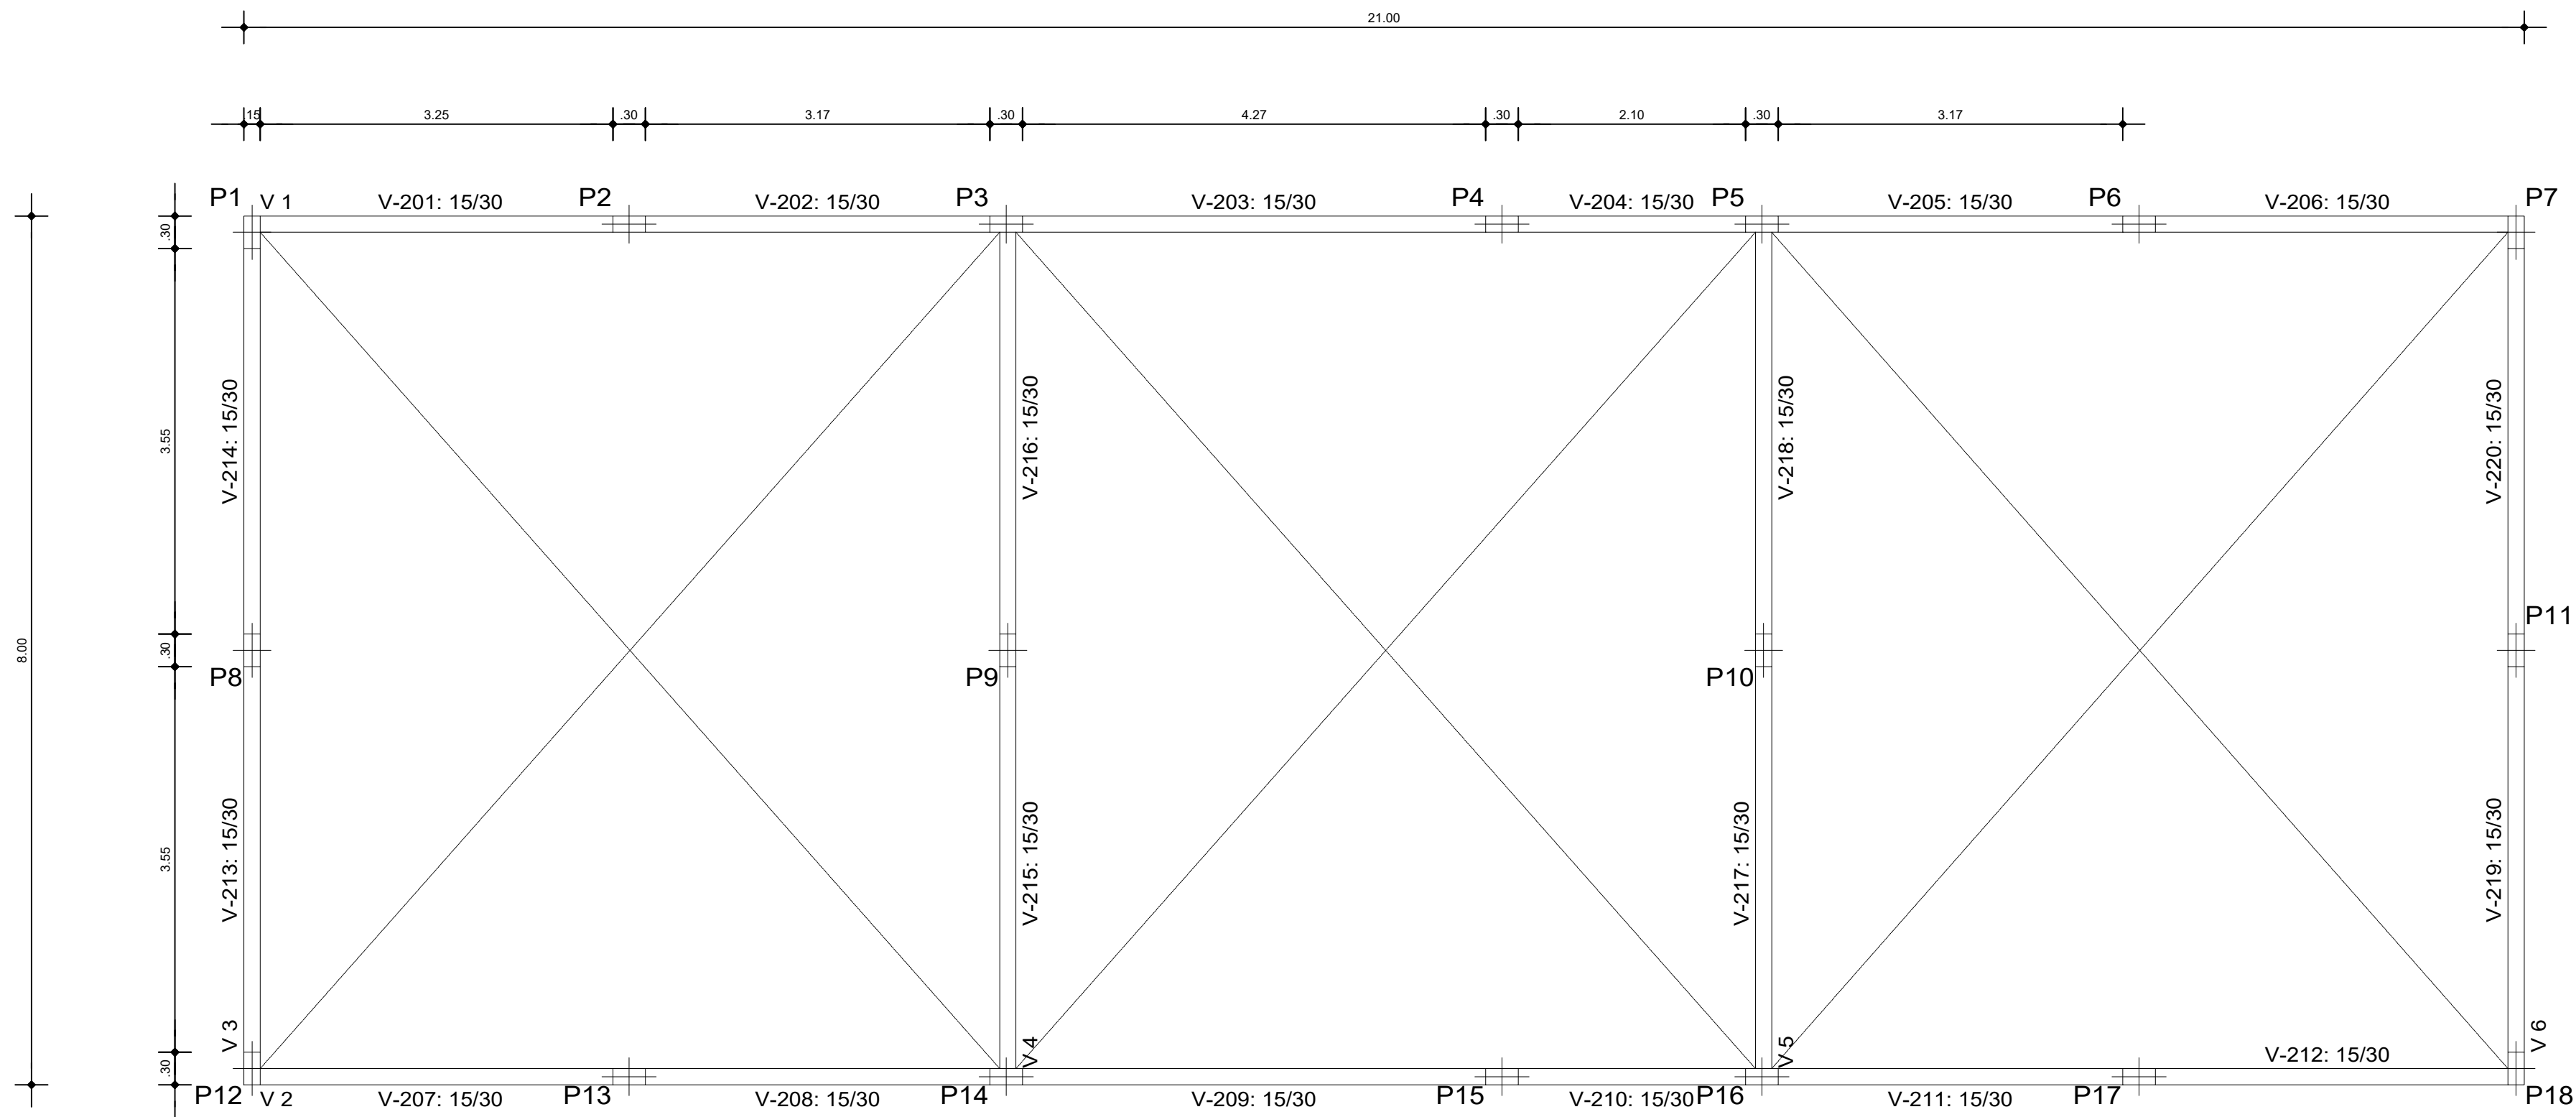 21.00
15 3.25 .30 3.17 .30 4.27 .30 2.10 .30 3.17
P1 V 1 V-201: 15/30 P2 V-202: 15/30 P3 V-203: 15/30 P4 V-204: 15/30 P5 V-205: 15/30 P6 V-206: 15/30 P7
.30
V-214: 15/30 V-216: 15/30 V-218: 15/30 V-220: 15/30
3.55
P11
8.00 .30
P8 P9 P10
V-213: 15/30 V-215: 15/30 V-217: 15/30 V-219: 15/30
3.55
V 3 V 4 V 5 V 6
V-212: 15/30
.30
P12 V 2 V-207: 15/30 P13 V-208: 15/30 P14 V-209: 15/30 P15 V-210: 15/30 P16 V-211: 15/30 P17 P18